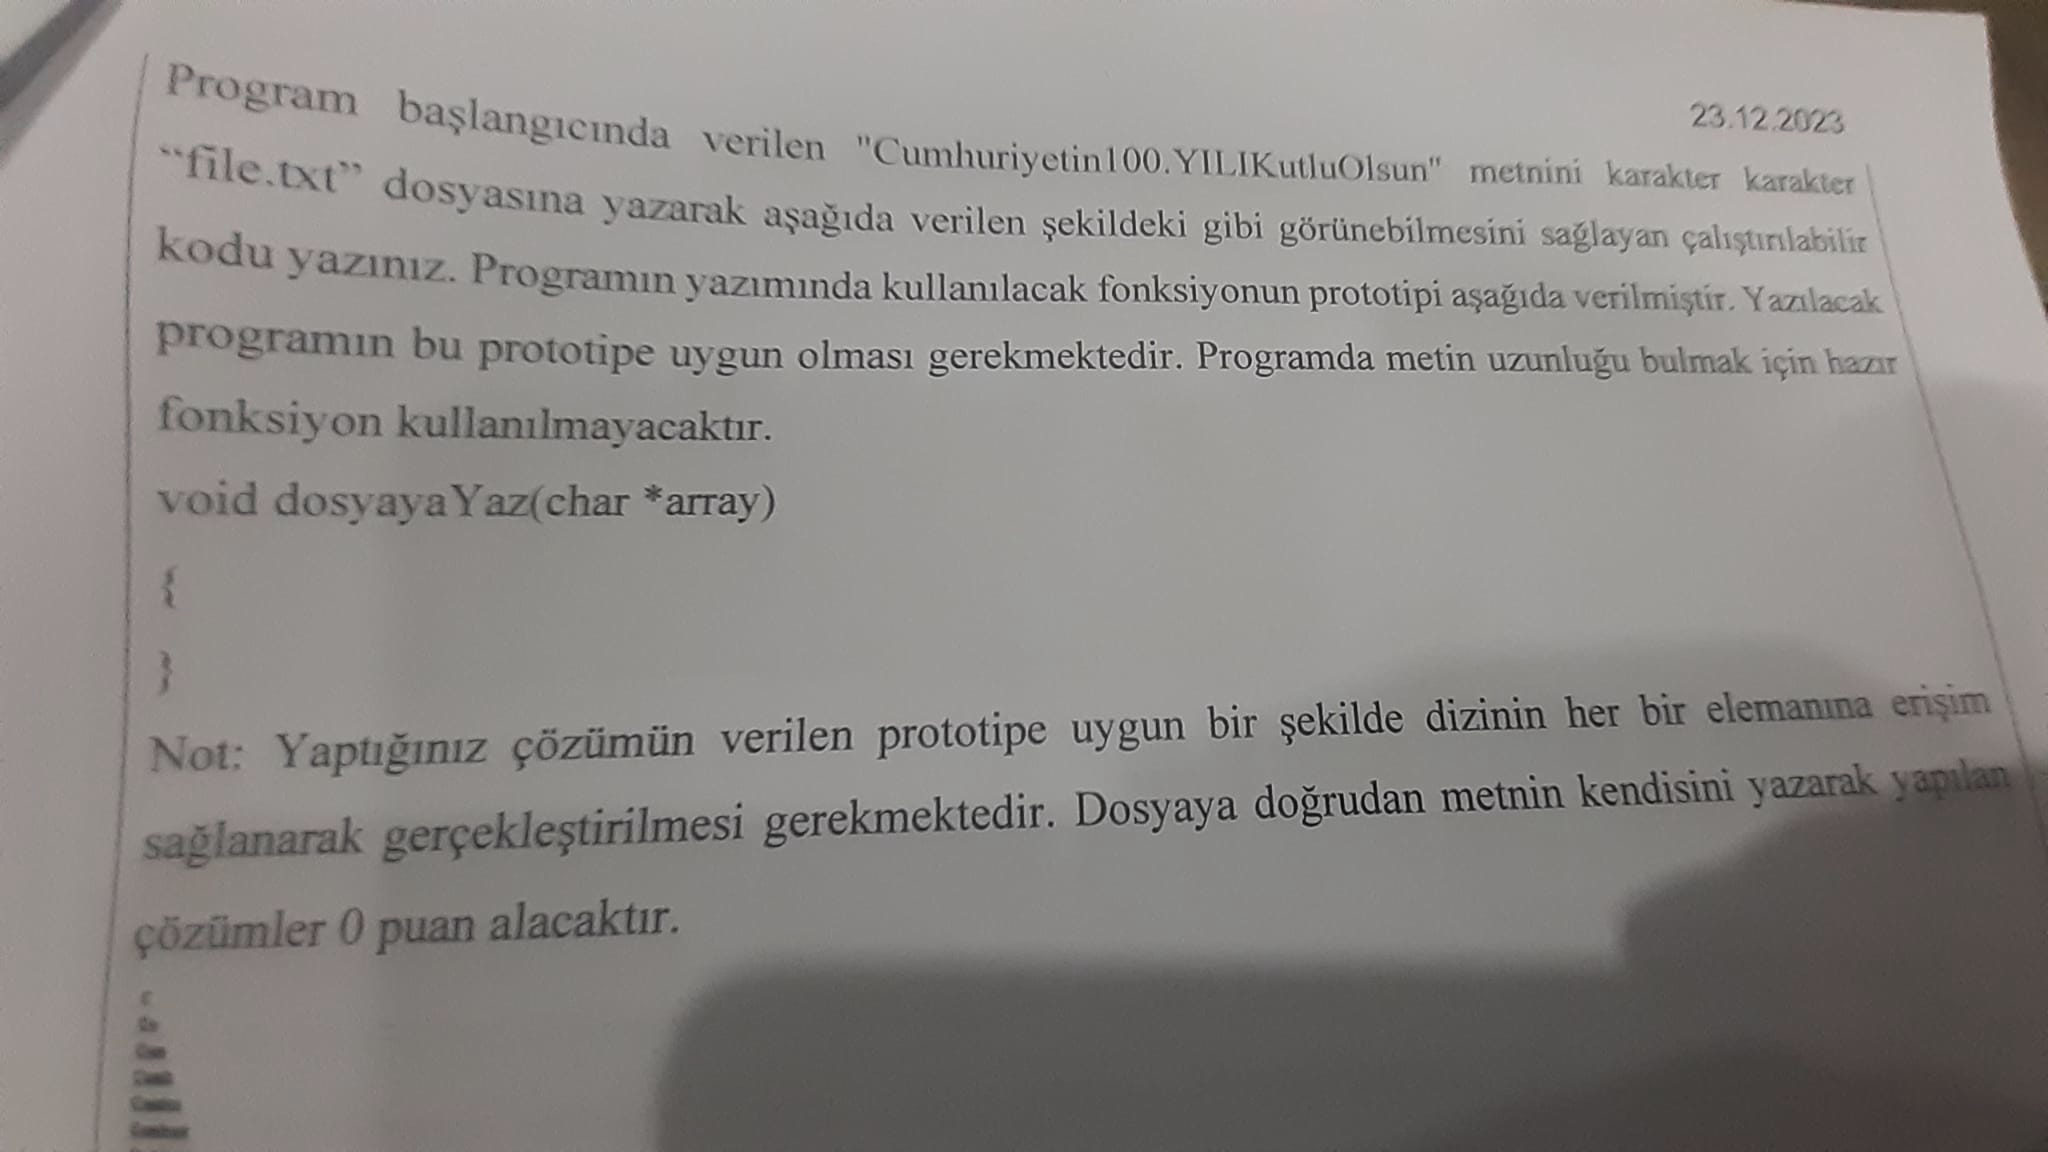 23.12.2023
Program başlangıcında verilen "Cumhuriyetin100.YILIKutluOlsun" metnini karakter karakter
“file.txt” dosyasına yazarak aşağıda verilen şekildeki gibi görünebilmesini sağlayan çalıştırılabilir
kodu yazınız. Programın yazımında kullanılacak fonksiyonun prototipi aşağıda verilmiştir. Yazılacak
programın bu prototipe uygun olması gerekmektedir. Programda metin uzunluğu bulmak için hazır
fonksiyon kullanılmayacaktır.
void dosyayaYaz(char *array)
{
}
Not: Yaptığınız çözümün verilen prototipe uygun bir şekilde dizinin her bir elemanına erişim
sağlanarak gerçekleştirilmesi gerekmektedir. Dosyaya doğrudan metnin kendisini yazarak yapılan
çözümler 0 puan alacaktır.
C
Cu
Cum
Cumh
Cumhu
Cumhur